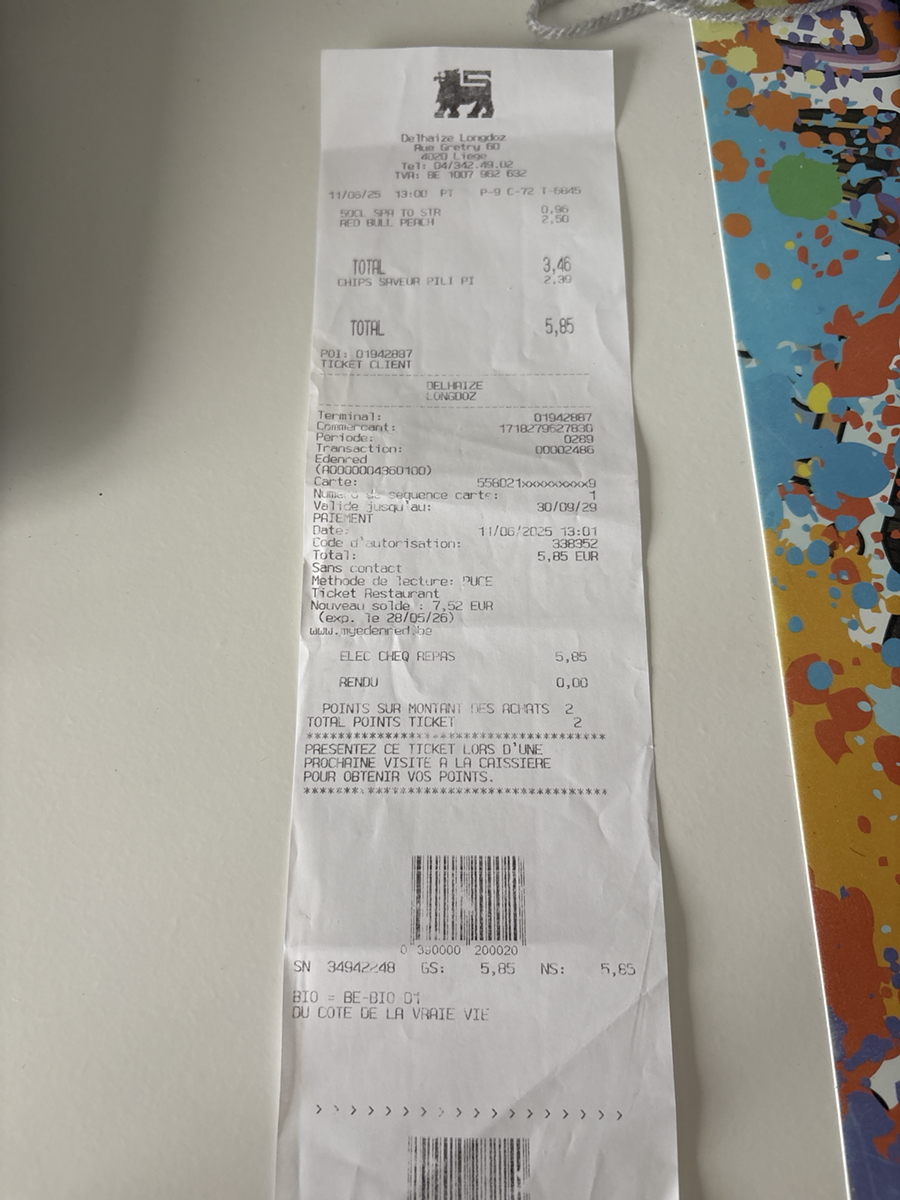 Delhaize Longdoz
Rue Gretry 60
4020 Liege
Tel: 04/342.49.02
TVA: BE 1007 962 632
11/06/25 13:00 PT P-9 C-72 T-6645
50CL SPA TO STR 0,96
RED BULL PEACH 2,50
TOTAL 3,46
CHIPS SAVEUR PILI PI 2,39
TOTAL 5,85
POI: 01942887
TICKET CLIENT
DELHAIZE
LONGDOZ
Terminal: 01942887
Commercant: 1718279527830
Periode: 0289
Transaction: 00002486
Edenred
(A0000004360100)
Carte: 558021xxxxxxxxx9
Numero de sequence carte: 1
Valide jusqu'au: 30/09/29
PAIEMENT
Date: 11/06/2025 13:01
Code d'autorisation: 338352
Total: 5,85 EUR
Sans contact
Methode de lecture: PUCE
Ticket Restaurant
Nouveau solde : 7,52 EUR
(exp. le 28/05/26)
www.myedenred.be
ELEC CHEQ REPAS 5,85
RENDU 0,00
POINTS SUR MONTANT DES ACHATS 2
TOTAL POINTS TICKET 2
************************************
PRESENTEZ CE TICKET LORS D'UNE
PROCHAINE VISITE A LA CAISSIERE
POUR OBTENIR VOS POINTS.
************************************
0 390000 200020
SN GS: 5,85 NS: 5,85
BIO = BE-BIO 01
DU COTE DE LA VRAIE VIE
> > > > > > > > > > > > > > > > > >